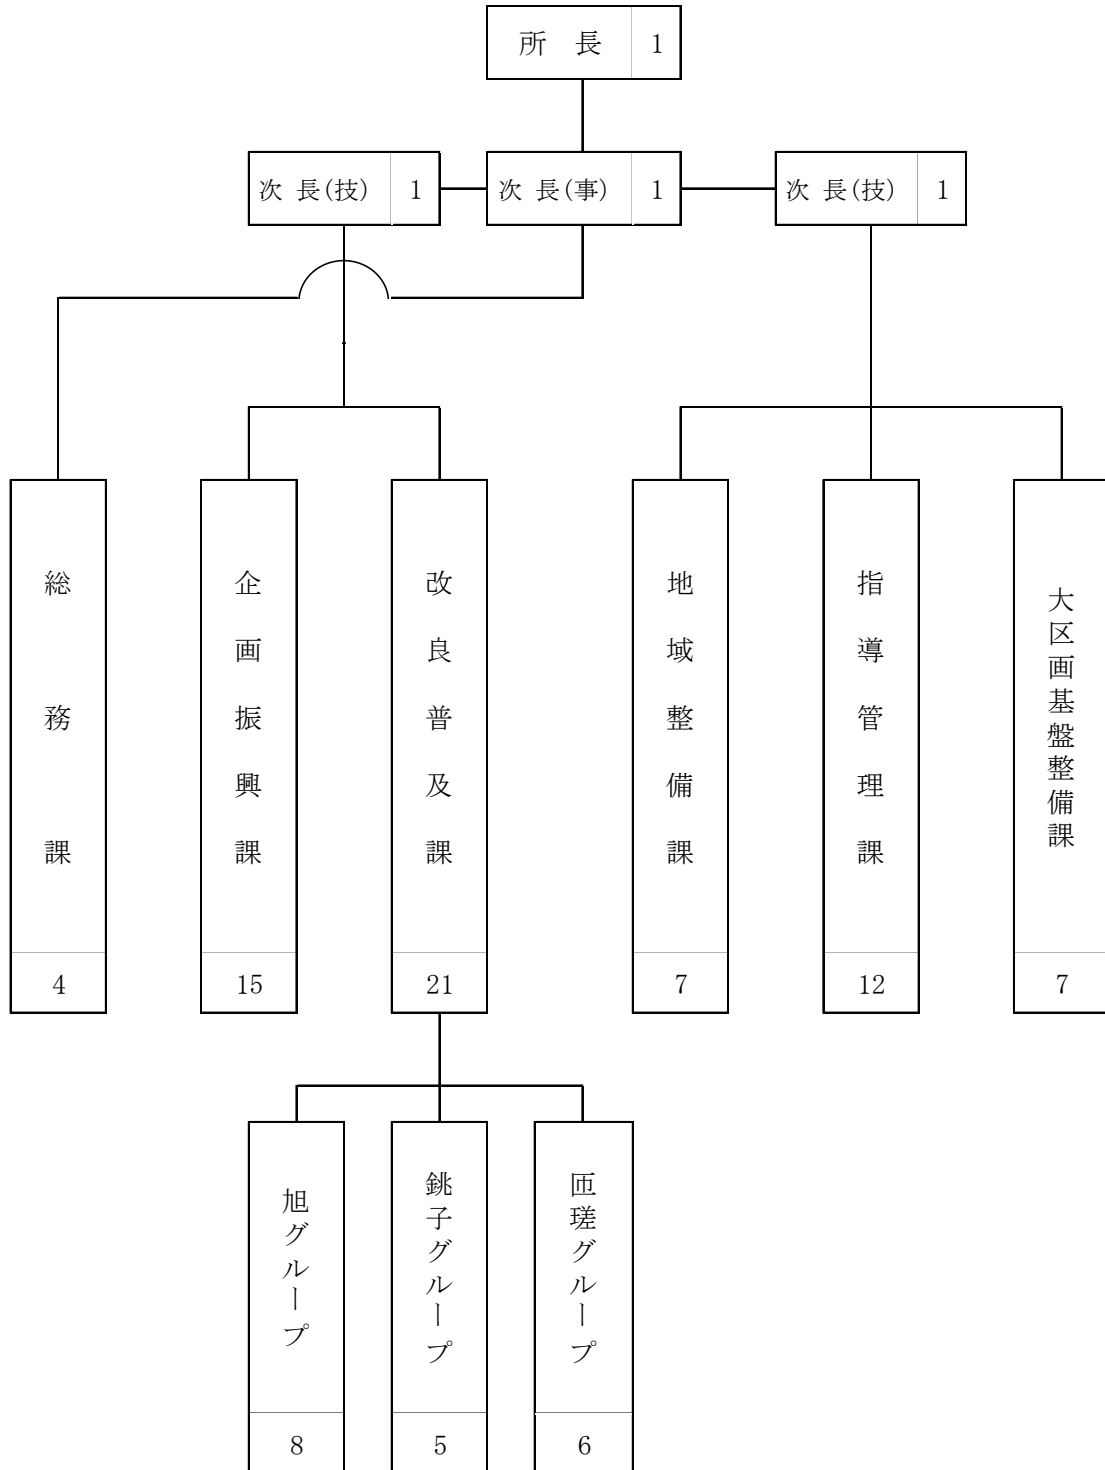 所　長 1
次 長(技) 1
次 長(事) 1
次 長(技) 1
総務課
企画振興課
改良普及課
地域整備課
指導管理課
大区画基盤整備課
4
15
21
7
12
7
旭グループ
銚子グループ
匝瑳グループ
8
5
6